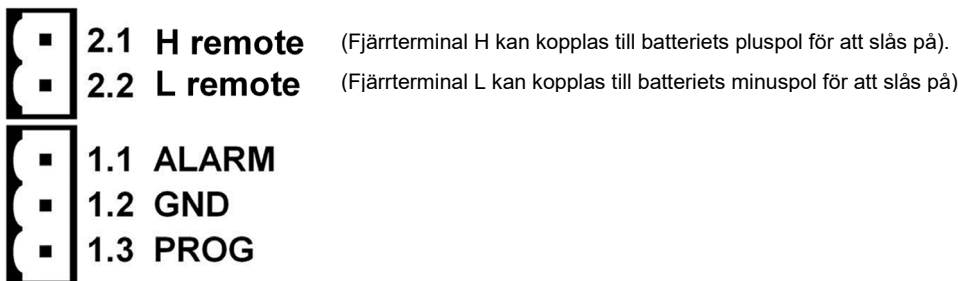 2.1 H remote (Fjärrterminal H kan kopplas till batteriets pluspol för att slås på).
2.2 L remote (Fjärrterminal L kan kopplas till batteriets minuspol för att slås på)
1.1 ALARM
1.2 GND
1.3 PROG